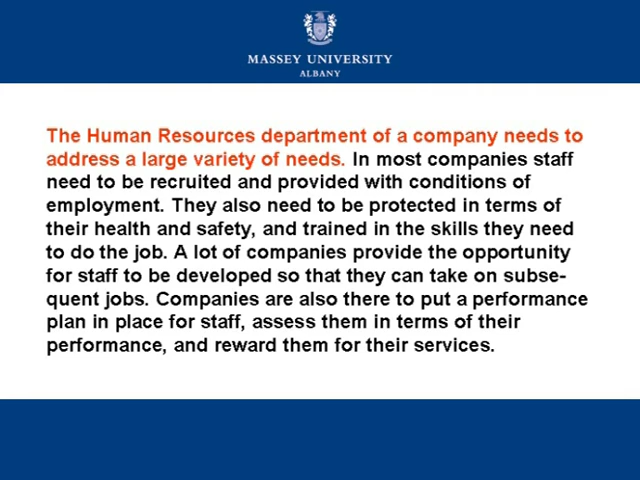 MASSEY UNIVERSITY
ALBANY
The Human Resources department of a company needs to
address a large variety of needs. In most companies staff
need to be recruited and provided with conditions of
employment. They also need to be protected in terms of
their health and safety, and trained in the skills they need
to do the job. A lot of companies provide the opportunity
for staff to be developed so that they can take on subse-
quent jobs. Companies are also there to put a performance
plan in place for staff, assess them in terms of their
performance, and reward them for their services.